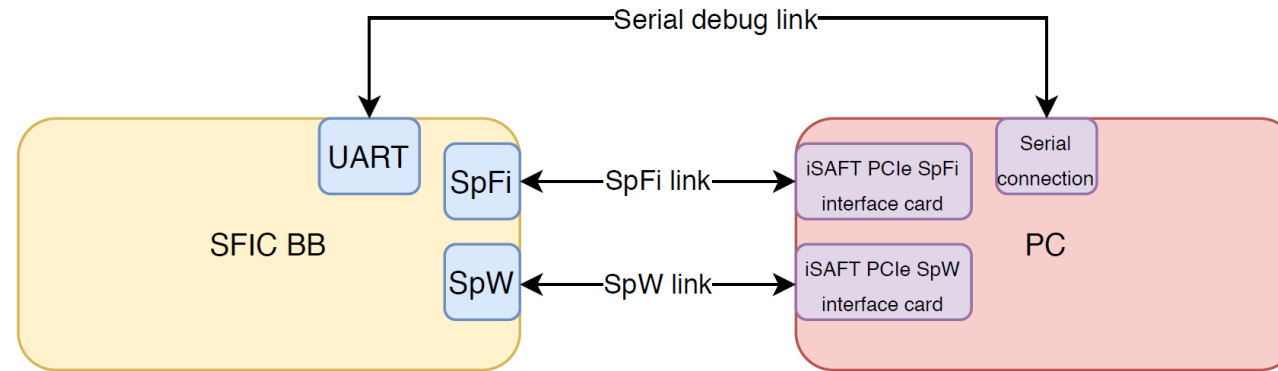 Serial debug link
UART
SpFi
SpFi link
iSAFT PCIe SpFi
interface card
Serial
connection
SFIC BB
PC
SpW
SpW link
iSAFT PCIe SpW
interface card